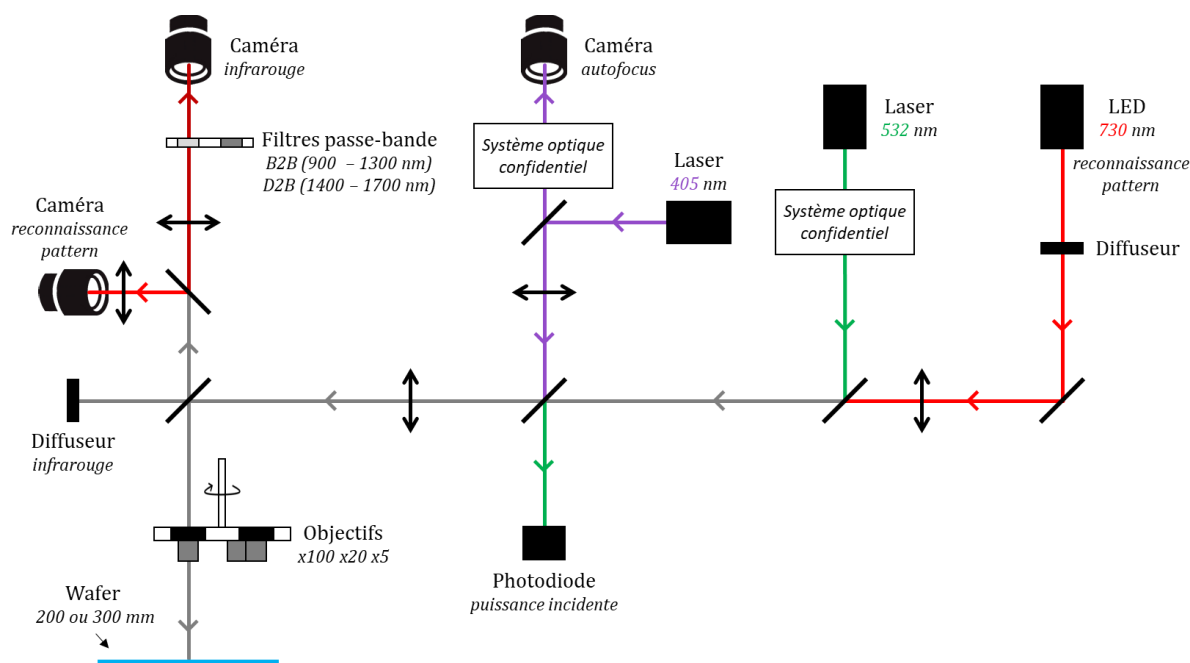 Caméra
infrarouge
Caméra
autofocus
Laser
532 nm
LED
730 nm
reconnaissance
pattern
Filtres passe-bande
B2B (900 – 1300 nm)
D2B (1400 – 1700 nm)
Système optique
confidentiel
Laser
405 nm
Caméra
reconnaissance
pattern
Système optique
confidentiel
Diffuseur
Diffuseur
infrarouge
Objectifs
x100 x20 x5
Photodiode
puissance incidente
Wafer
200 ou 300 mm